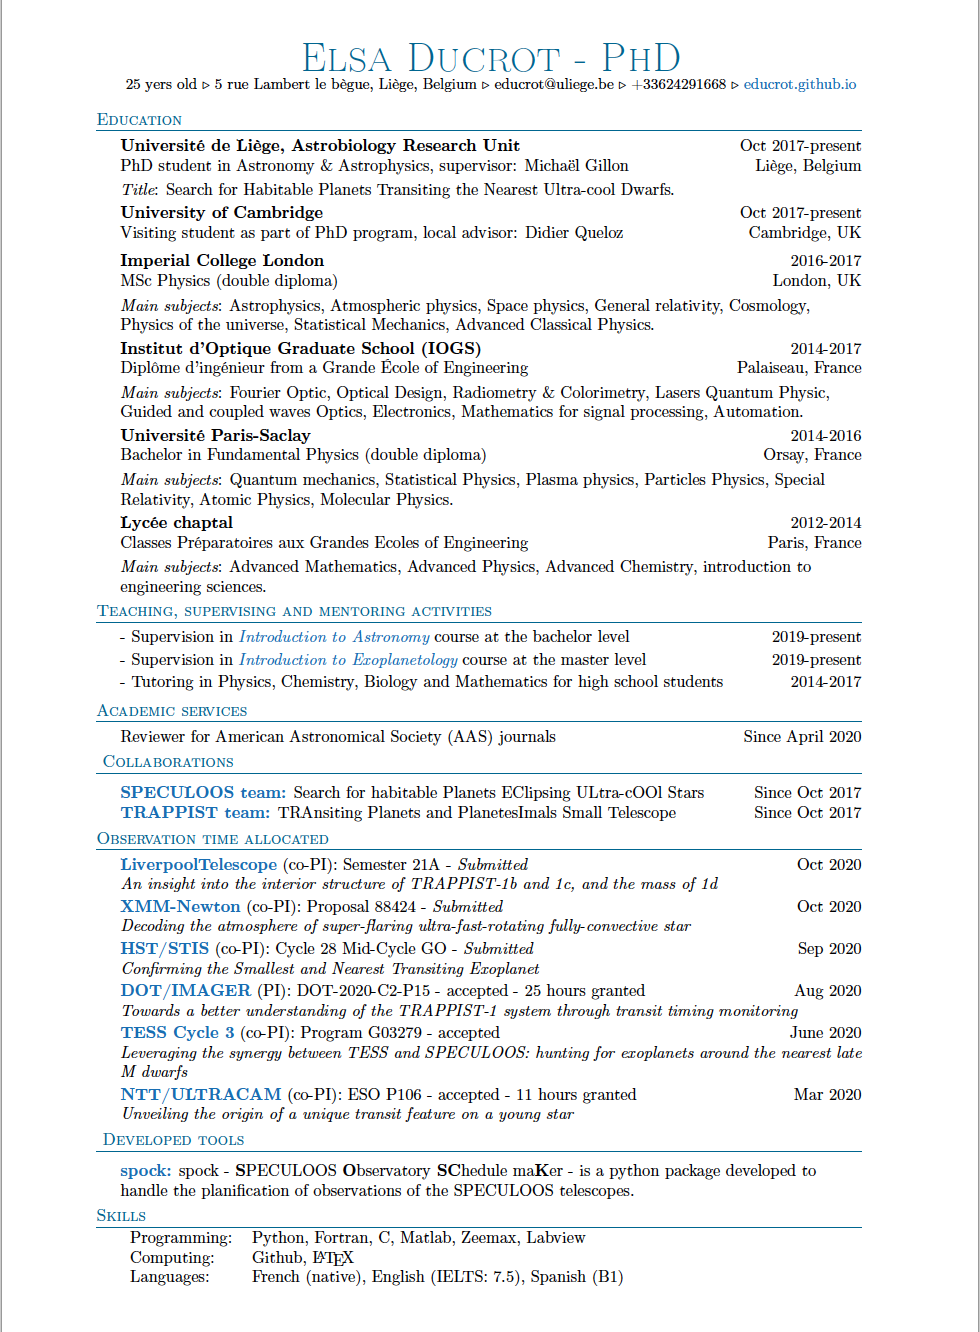 Elsa Ducrot - PhD
25 yers old ▹ 5 rue Lambert le bègue, Liège, Belgium ▹ educrot@uliege.be ▹ +33624291668 ▹ educrot.github.io
Education
Université de Liège, Astrobiology Research Unit Oct 2017-present
PhD student in Astronomy & Astrophysics, supervisor: Michaël Gillon Liège, Belgium
Title: Search for Habitable Planets Transiting the Nearest Ultra-cool Dwarfs.
University of Cambridge Oct 2017-present
Visiting student as part of PhD program, local advisor: Didier Queloz Cambridge, UK
Imperial College London 2016-2017
MSc Physics (double diploma) London, UK
Main subjects: Astrophysics, Atmospheric physics, Space physics, General relativity, Cosmology,
Physics of the universe, Statistical Mechanics, Advanced Classical Physics.
Institut d'Optique Graduate School (IOGS) 2014-2017
Diplôme d'ingénieur from a Grande École of Engineering Palaiseau, France
Main subjects: Fourier Optic, Optical Design, Radiometry & Colorimetry, Lasers Quantum Physic,
Guided and coupled waves Optics, Electronics, Mathematics for signal processing, Automation.
Université Paris-Saclay 2014-2016
Bachelor in Fundamental Physics (double diploma) Orsay, France
Main subjects: Quantum mechanics, Statistical Physics, Plasma physics, Particles Physics, Special
Relativity, Atomic Physics, Molecular Physics.
Lycée chaptal 2012-2014
Classes Préparatoires aux Grandes Ecoles of Engineering Paris, France
Main subjects: Advanced Mathematics, Advanced Physics, Advanced Chemistry, introduction to
engineering sciences.
Teaching, supervising and mentoring activities
- Supervision in Introduction to Astronomy course at the bachelor level 2019-present
- Supervision in Introduction to Exoplanetology course at the master level 2019-present
- Tutoring in Physics, Chemistry, Biology and Mathematics for high school students 2014-2017
Academic services
Reviewer for American Astronomical Society (AAS) journals Since April 2020
Collaborations
SPECULOOS team: Search for habitable Planets EClipsing ULtra-cOOl Stars Since Oct 2017
TRAPPIST team: TRAnsiting Planets and PlanetesImals Small Telescope Since Oct 2017
Observation time allocated
LiverpoolTelescope (co-PI): Semester 21A - Submitted Oct 2020
An insight into the interior structure of TRAPPIST-1b and 1c, and the mass of 1d
XMM-Newton (co-PI): Proposal 88424 - Submitted Oct 2020
Decoding the atmosphere of super-flaring ultra-fast-rotating fully-convective star
HST/STIS (co-PI): Cycle 28 Mid-Cycle GO - Submitted Sep 2020
Confirming the Smallest and Nearest Transiting Exoplanet
DOT/IMAGER (PI): DOT-2020-C2-P15 - accepted - 25 hours granted Aug 2020
Towards a better understanding of the TRAPPIST-1 system through transit timing monitoring
TESS Cycle 3 (co-PI): Program G03279 - accepted June 2020
Leveraging the synergy between TESS and SPECULOOS: hunting for exoplanets around the nearest late
M dwarfs
NTT/ULTRACAM (co-PI): ESO P106 - accepted - 11 hours granted Mar 2020
Unveiling the origin of a unique transit feature on a young star
Developed tools
spock: spock - SPECULOOS Observatory SCHedule maKer - is a python package developed to
handle the planification of observations of the SPECULOOS telescopes.
Skills
Programming: Python, Fortran, C, Matlab, Zeemax, Labview
Computing: Github, LATEX
Languages: French (native), English (IELTS: 7.5), Spanish (B1)